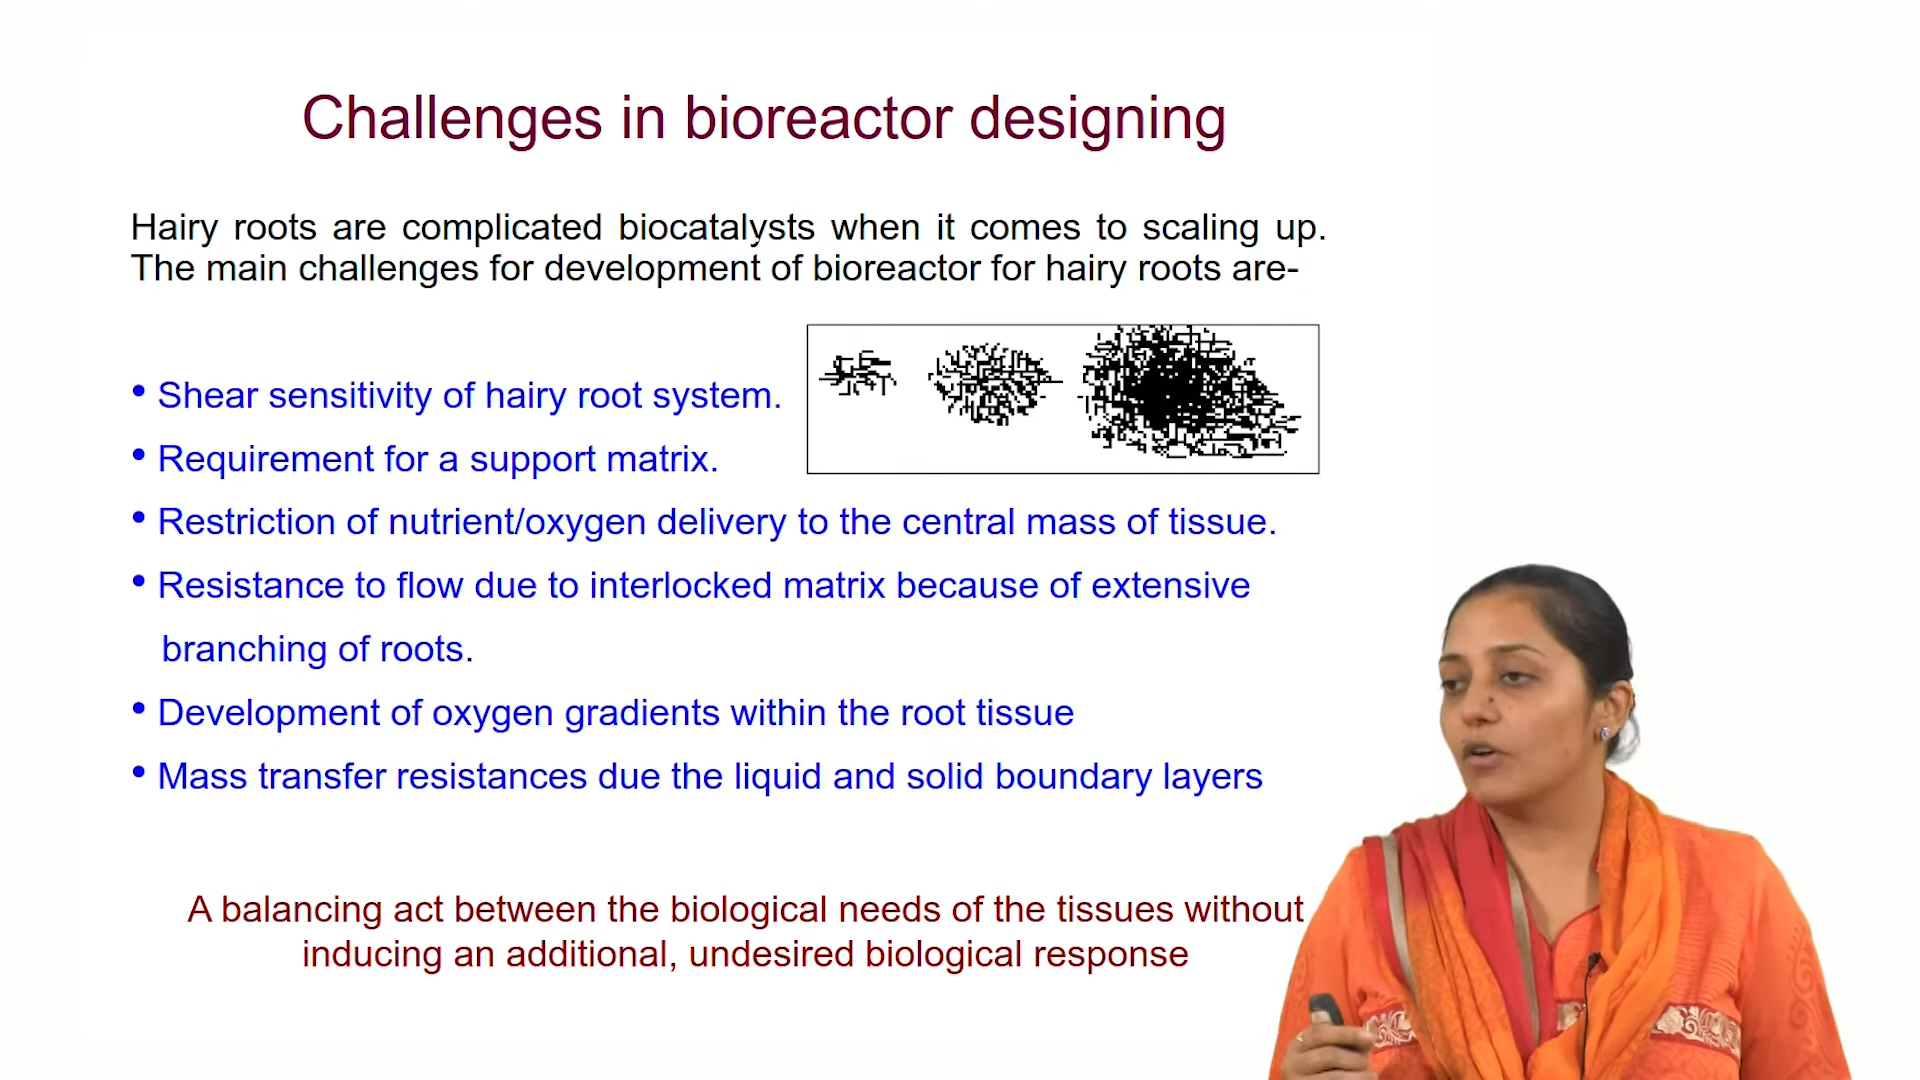 Challenges in bioreactor designing
Hairy roots are complicated biocatalysts when it comes to scaling up.
The main challenges for development of bioreactor for hairy roots are-
• Shear sensitivity of hairy root system.
• Requirement for a support matrix.
• Restriction of nutrient/oxygen delivery to the central mass of tissue.
• Resistance to flow due to interlocked matrix because of extensive
branching of roots.
• Development of oxygen gradients within the root tissue
• Mass transfer resistances due the liquid and solid boundary layers
A balancing act between the biological needs of the tissues without
inducing an additional, undesired biological response